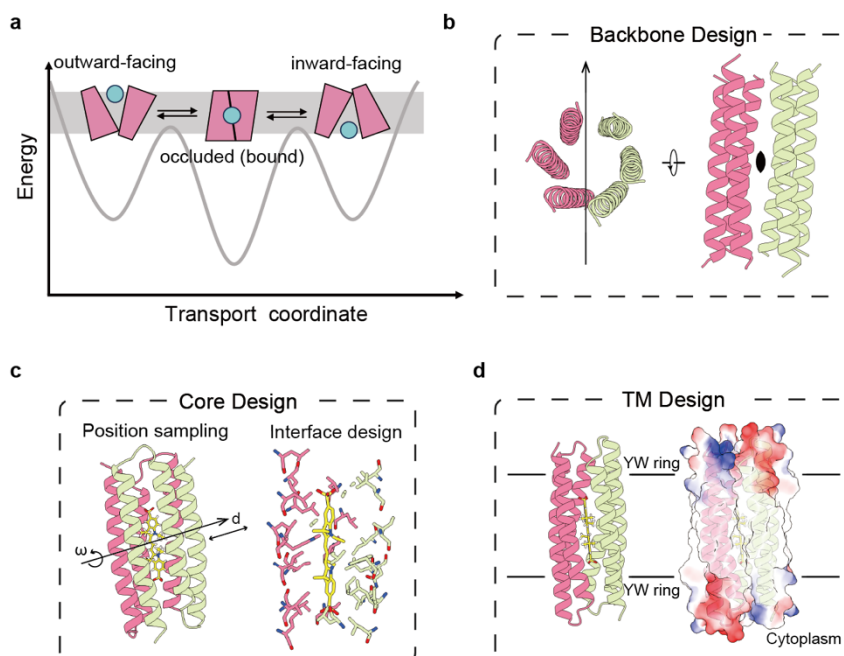 a
outward-facing
inward-facing
occluded (bound)
Energy
Transport coordinate
b
Backbone Design
c
Core Design
Position sampling
Interface design
ω
d
d
TM Design
YW ring
YW ring
Cytoplasm